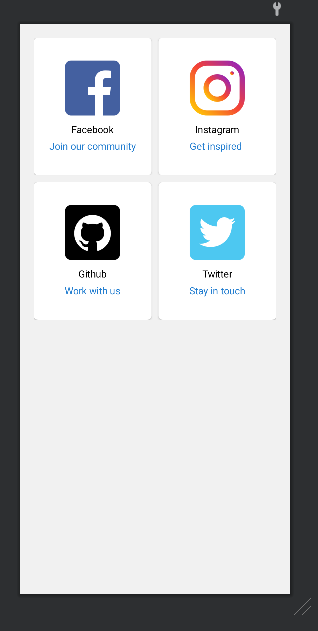 Facebook
Join our community
Instagram
Get inspired
Github
Work with us
Twitter
Stay in touch